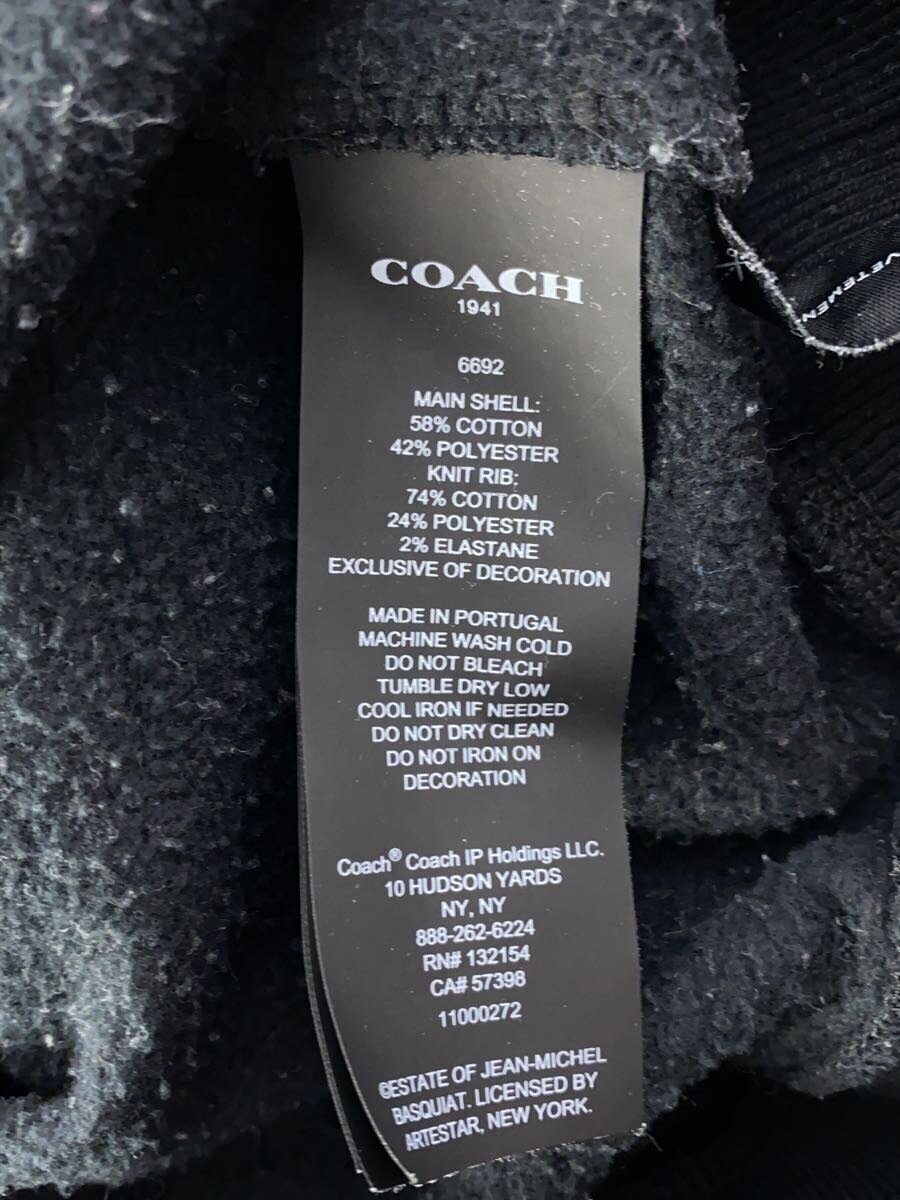 COACH
1941
6692
MAIN SHELL:
58% COTTON
42% POLYESTER
KNIT RIB:
74% COTTON
24% POLYESTER
2% ELASTANE
EXCLUSIVE OF DECORATION
MADE IN PORTUGAL
MACHINE WASH COLD
DO NOT BLEACH
TUMBLE DRY LOW
COOL IRON IF NEEDED
DO NOT DRY CLEAN
DO NOT IRON ON
DECORATION
Coach® Coach IP Holdings LLC.
10 HUDSON YARDS
NY, NY
888-262-6224
RN# 132154
CA# 57398
11000272
©ESTATE OF JEAN-MICHEL
BASQUIAT. LICENSED BY
ARTESTAR, NEW YORK.
VETEMEN